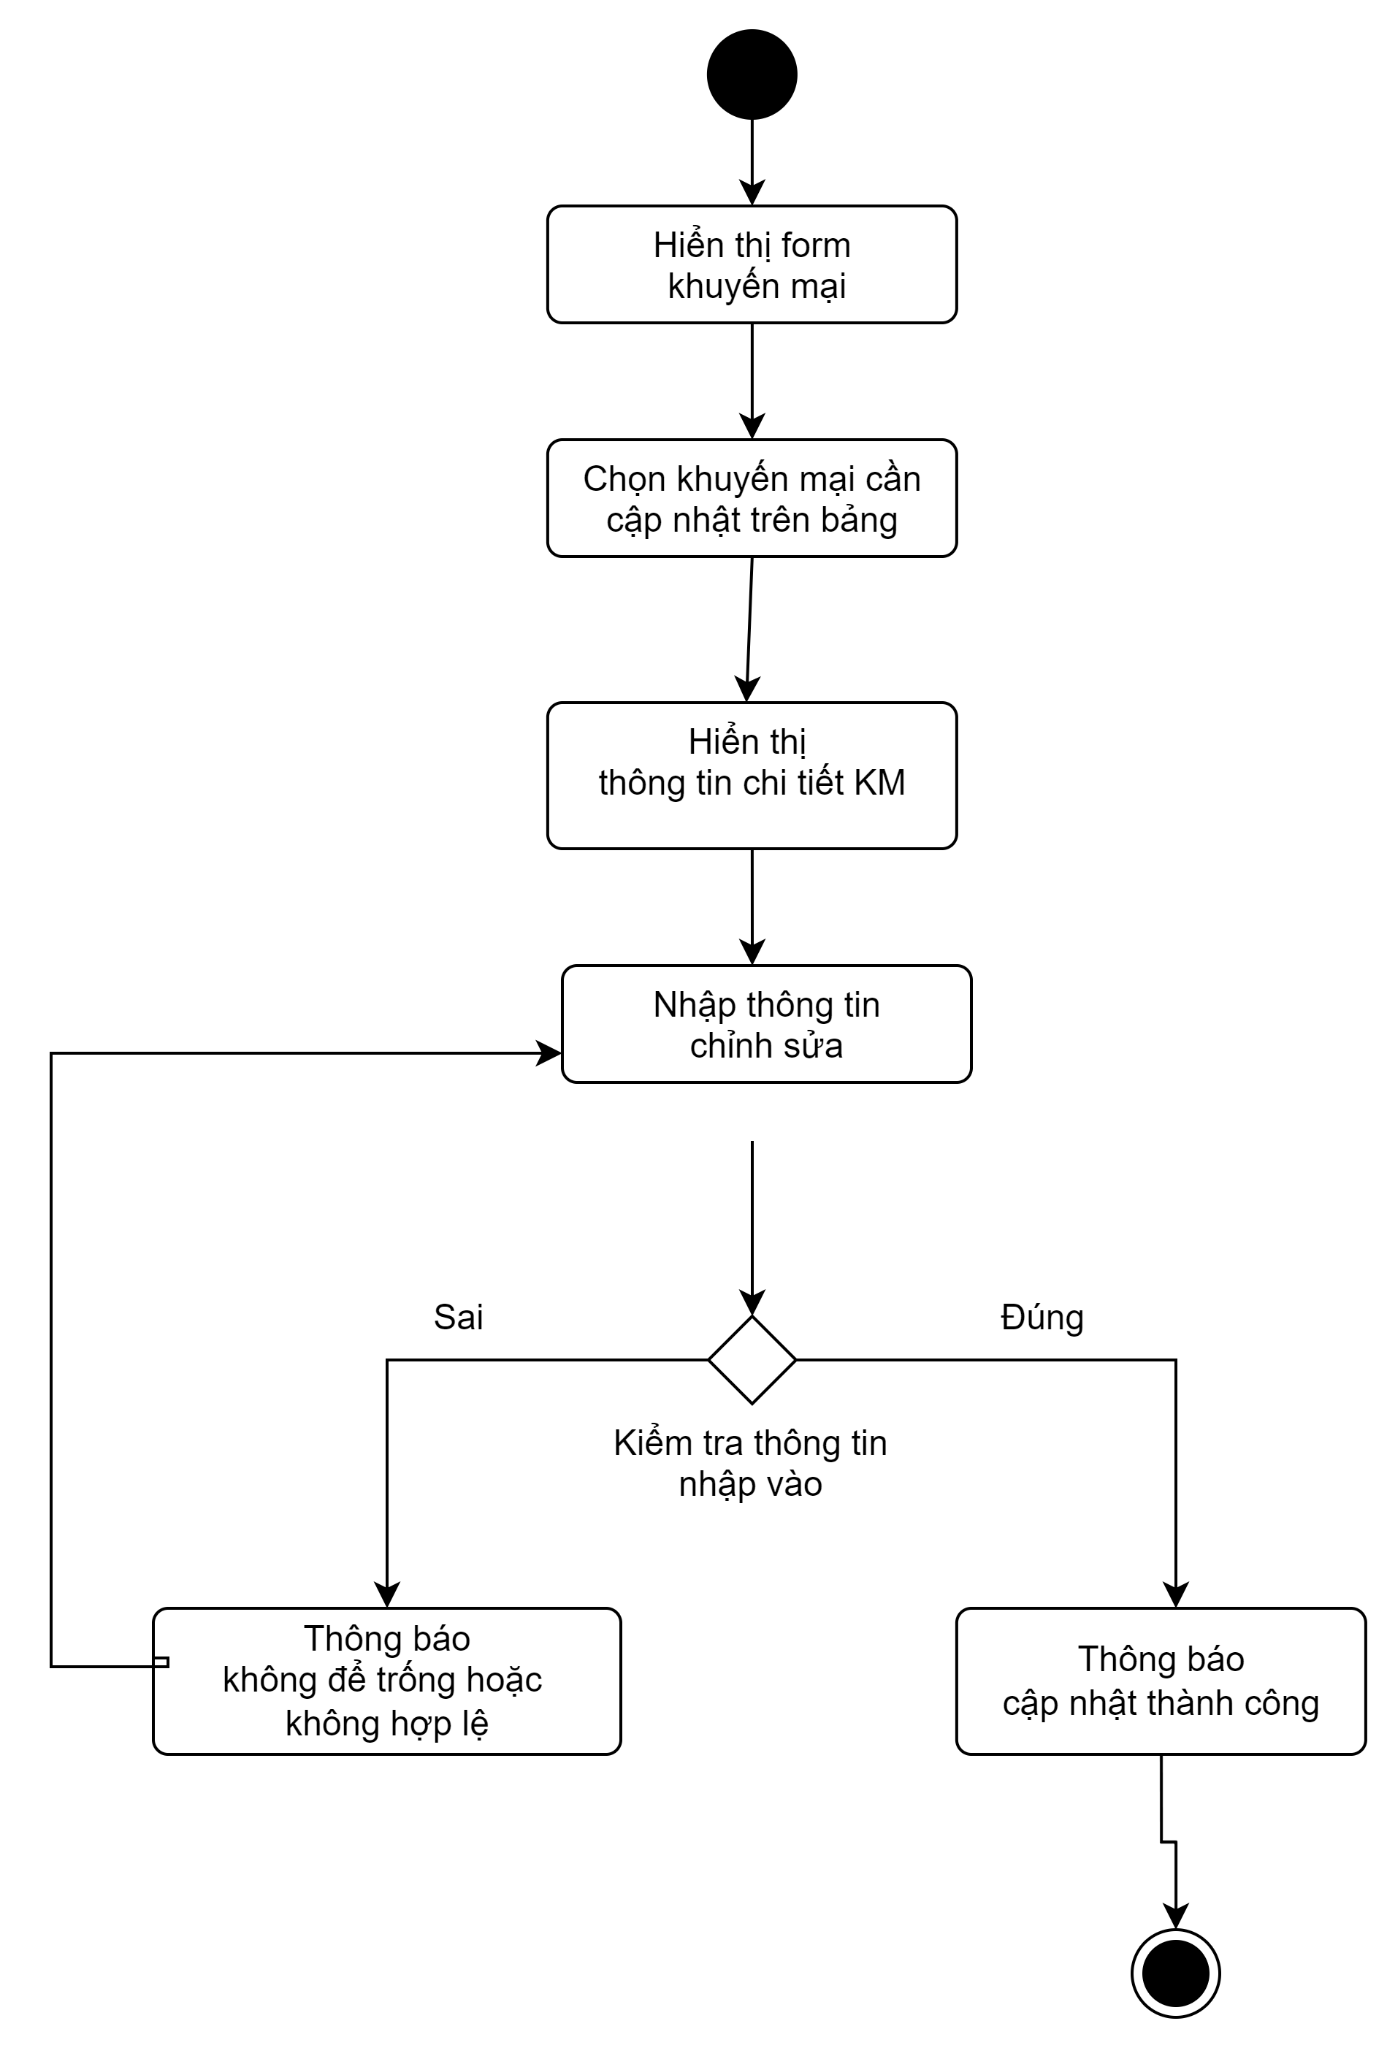 Hiển thị form
khuyến mại
Chọn khuyến mại cần
cập nhật trên bảng
Hiển thị
thông tin chi tiết KM
Nhập thông tin
chỉnh sửa
Sai
Đúng
Kiểm tra thông tin
nhập vào
Thông báo
không để trống hoặc
không hợp lệ
Thông báo
cập nhật thành công